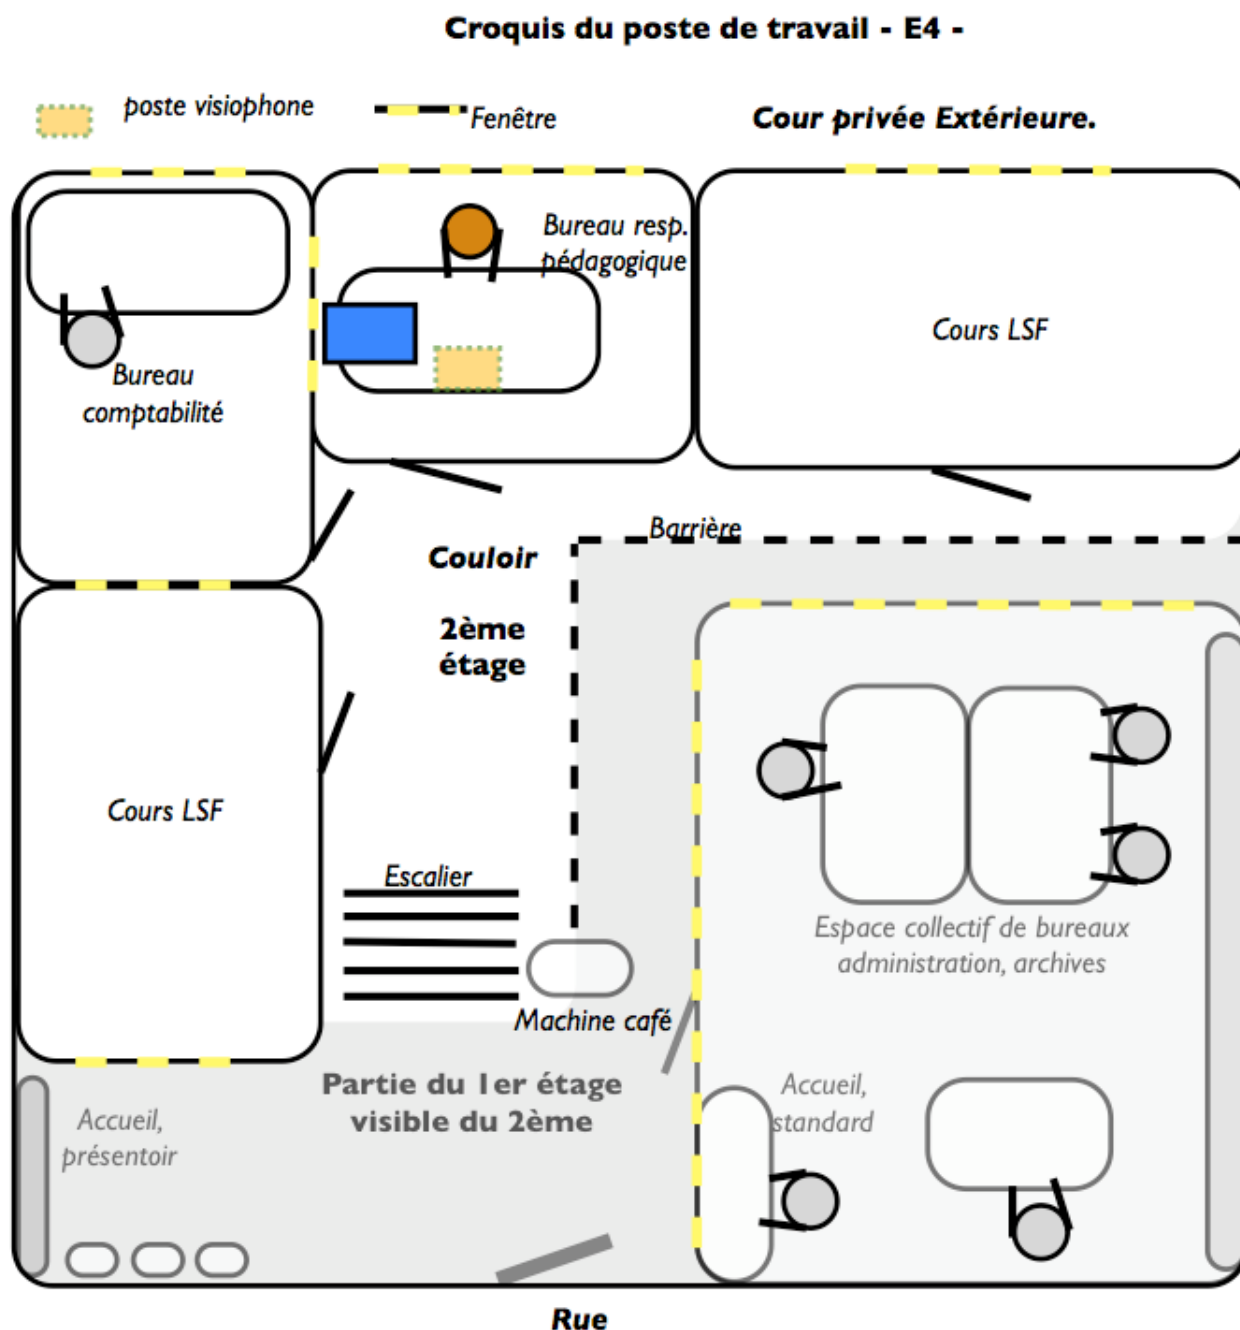 Croquis du poste de travail - E4 -
poste visiophone
Fenêtre
Cour privée Extérieure.
Bureau resp.
pédagogique
Cours LSF
Bureau
comptabilité
Barrière
Couloir
2ème
étage
Cours LSF
Escalier
Espace collectif de bureaux
administration, archives
Machine café
Partie du 1er étage
visible du 2ème
Accueil,
standard
Accueil,
présentoir
Rue